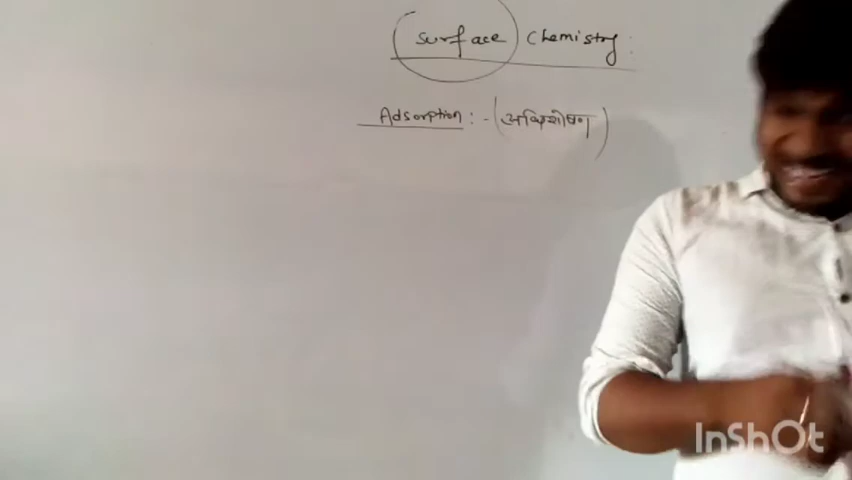 Surface Chemistry:
Adsorption :- (अधिशोषण)
InShOt